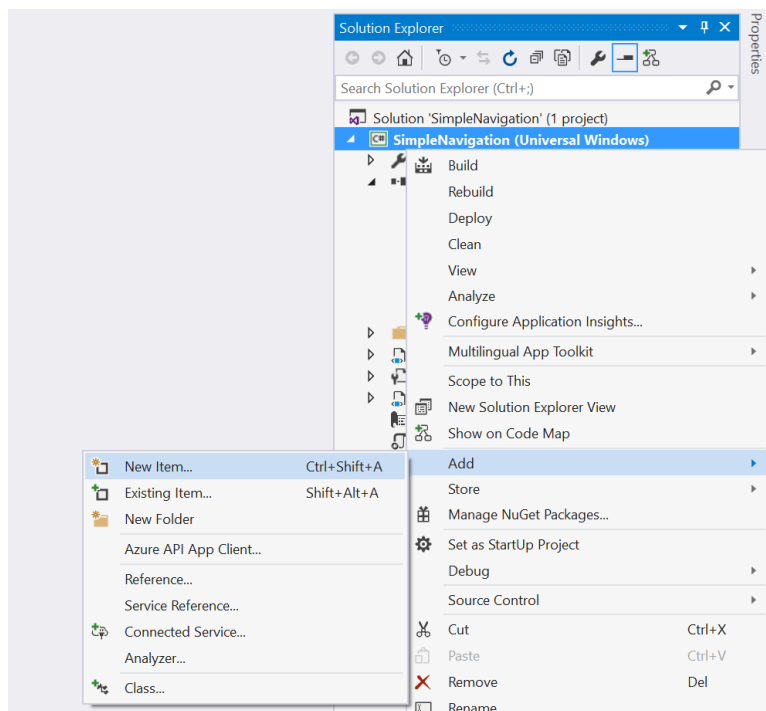 Solution Explorer
Properties
Search Solution Explorer (Ctrl+;)
Solution 'SimpleNavigation' (1 project)
C# SimpleNavigation (Universal Windows)
Build
Rebuild
Deploy
Clean
View
Analyze
Configure Application Insights...
Multilingual App Toolkit
Scope to This
New Solution Explorer View
Show on Code Map
Add
Store
Manage NuGet Packages...
Set as StartUp Project
Debug
Source Control
Cut Ctrl+X
Paste Ctrl+V
Remove Del
Rename
New Item... Ctrl+Shift+A
Existing Item... Shift+Alt+A
New Folder
Azure API App Client...
Reference...
Service Reference...
Connected Service...
Analyzer...
Class...